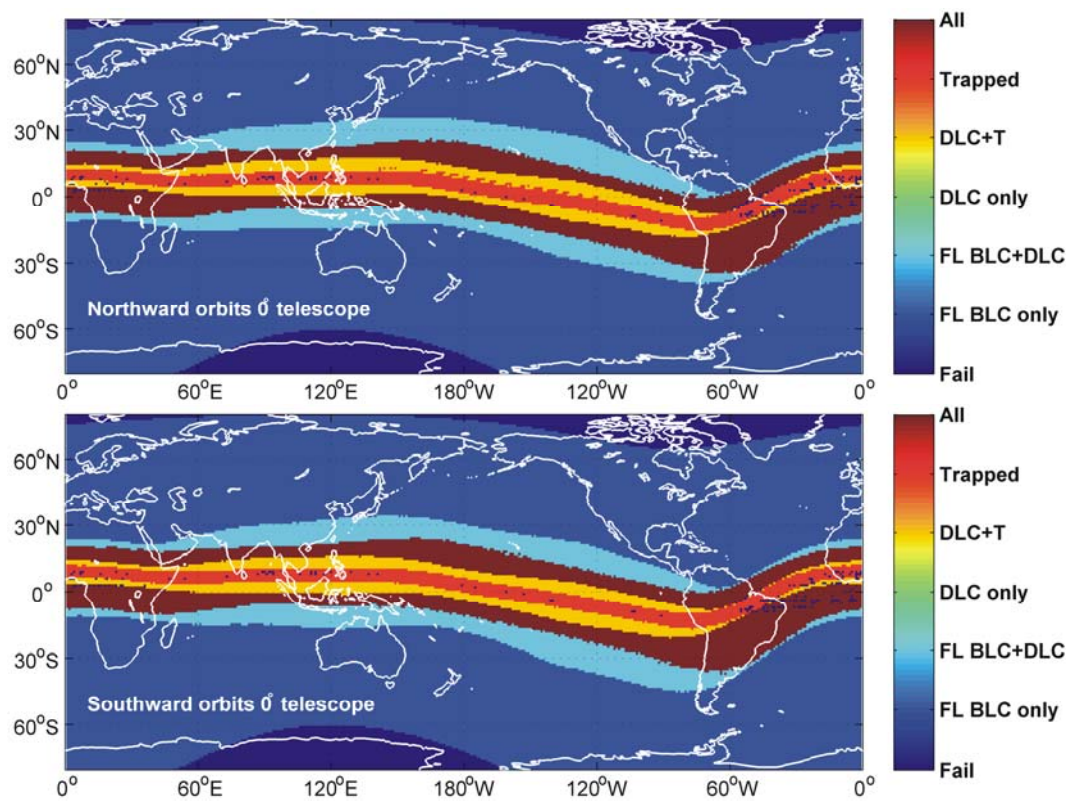 All
60°N
Trapped
30°N
DLC+T
0°
DLC only
30°S
FL BLC+DLC
Northward orbits 0° telescope
FL BLC only
60°S
Fail
0° 60°E 120°E 180°W 120°W 60°W 0°
All
60°N
Trapped
30°N
DLC+T
0°
DLC only
30°S
FL BLC+DLC
Southward orbits 0° telescope
FL BLC only
60°S
Fail
0° 60°E 120°E 180°W 120°W 60°W 0°